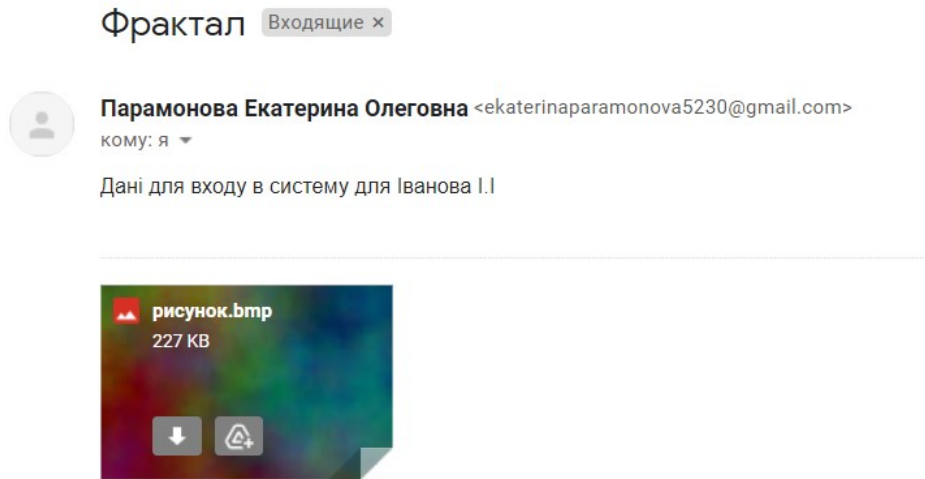 Фрактал Входящие ×
Парамонова Екатерина Олеговна <ekaterinaparamonova5230@gmail.com>
кому: я
Дані для входу в систему для Іванова І.І
рисунок.bmp
227 KB